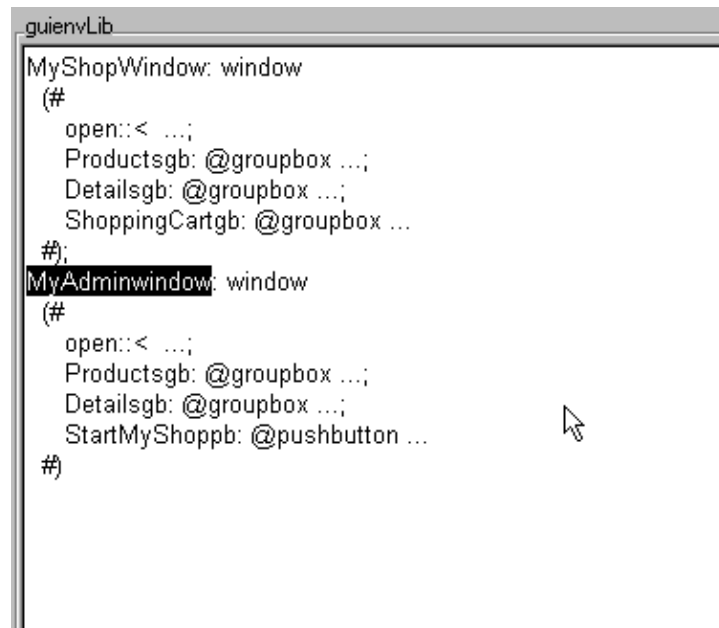 guienvLib
MyShopWindow: window
(#
open::< ...;
Productsgb: @groupbox ...;
Detailsgb: @groupbox ...;
ShoppingCartgb: @groupbox ...
#);
MyAdminwindow: window
(#
open::< ...;
Productsgb: @groupbox ...;
Detailsgb: @groupbox ...;
StartMyShoppb: @pushbutton ...
#)